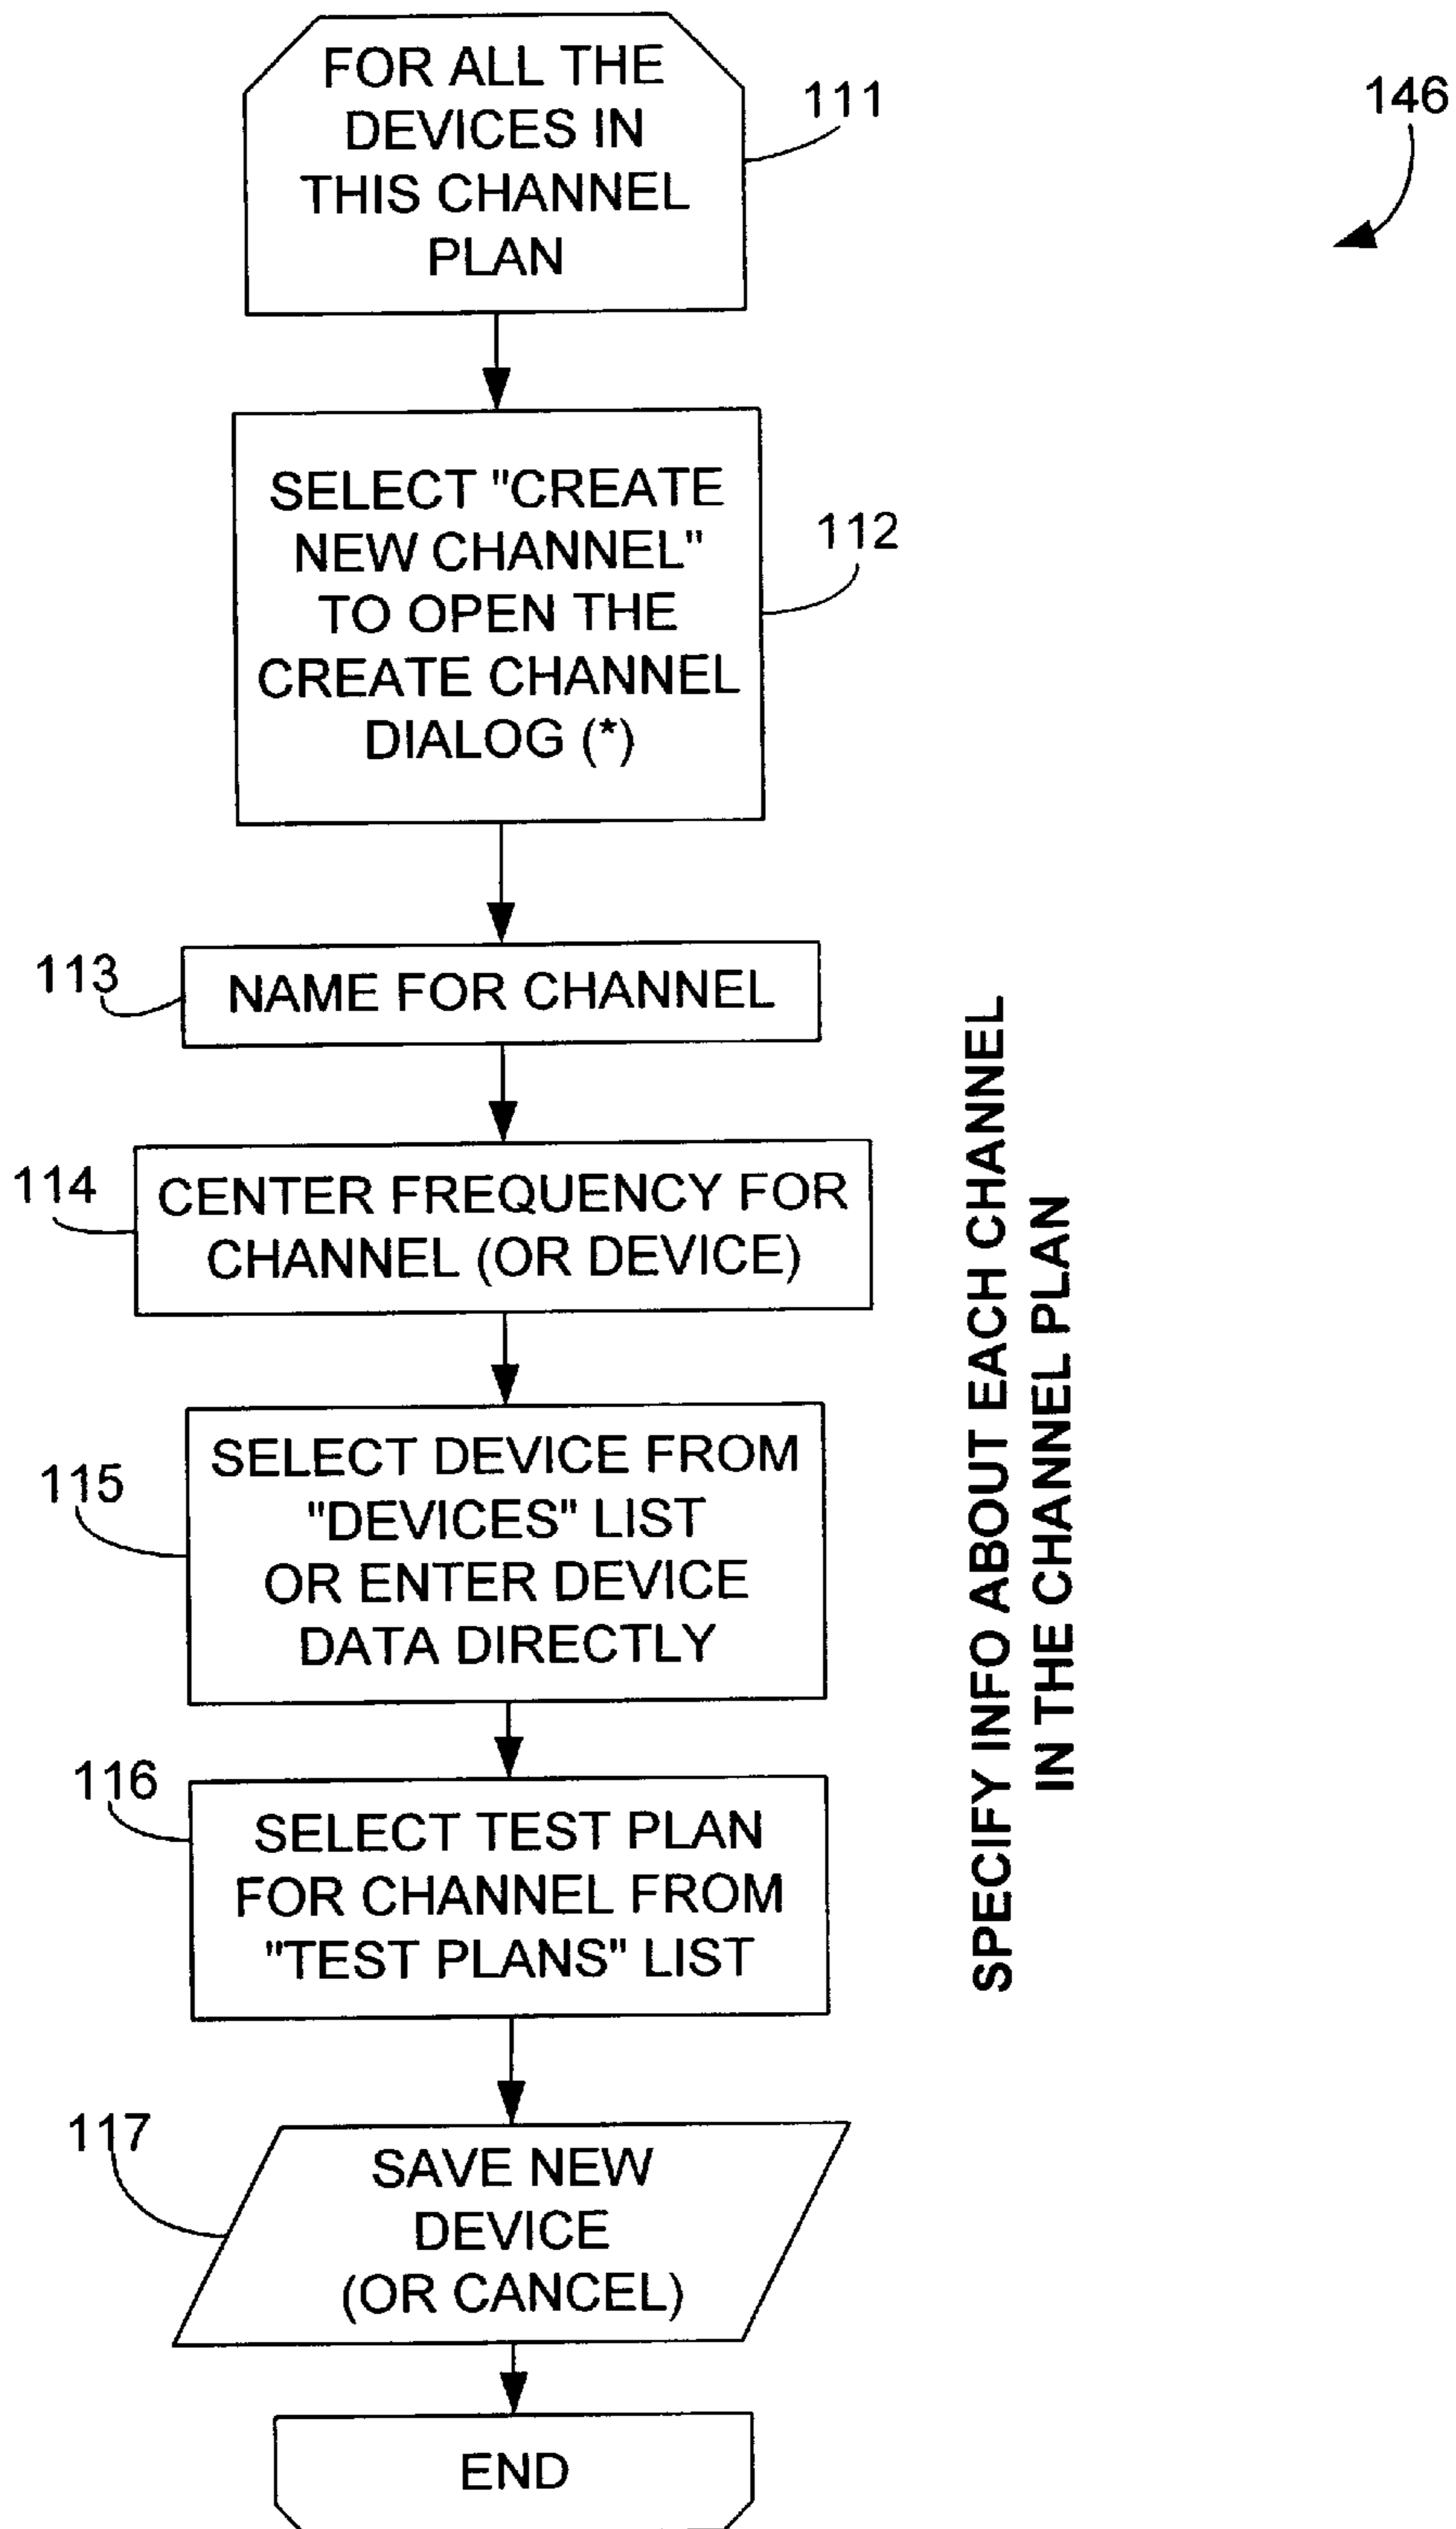 FOR ALL THE
DEVICES IN
THIS CHANNEL
PLAN
111
146
SELECT "CREATE
NEW CHANNEL"
TO OPEN THE
CREATE CHANNEL
DIALOG (*)
112
113
NAME FOR CHANNEL
114
CENTER FREQUENCY FOR
CHANNEL (OR DEVICE)
115
SELECT DEVICE FROM
"DEVICES" LIST
OR ENTER DEVICE
DATA DIRECTLY
116
SELECT TEST PLAN
FOR CHANNEL FROM
"TEST PLANS" LIST
117
SAVE NEW
DEVICE
(OR CANCEL)
END
SPECIFY INFO ABOUT EACH CHANNEL
IN THE CHANNEL PLAN